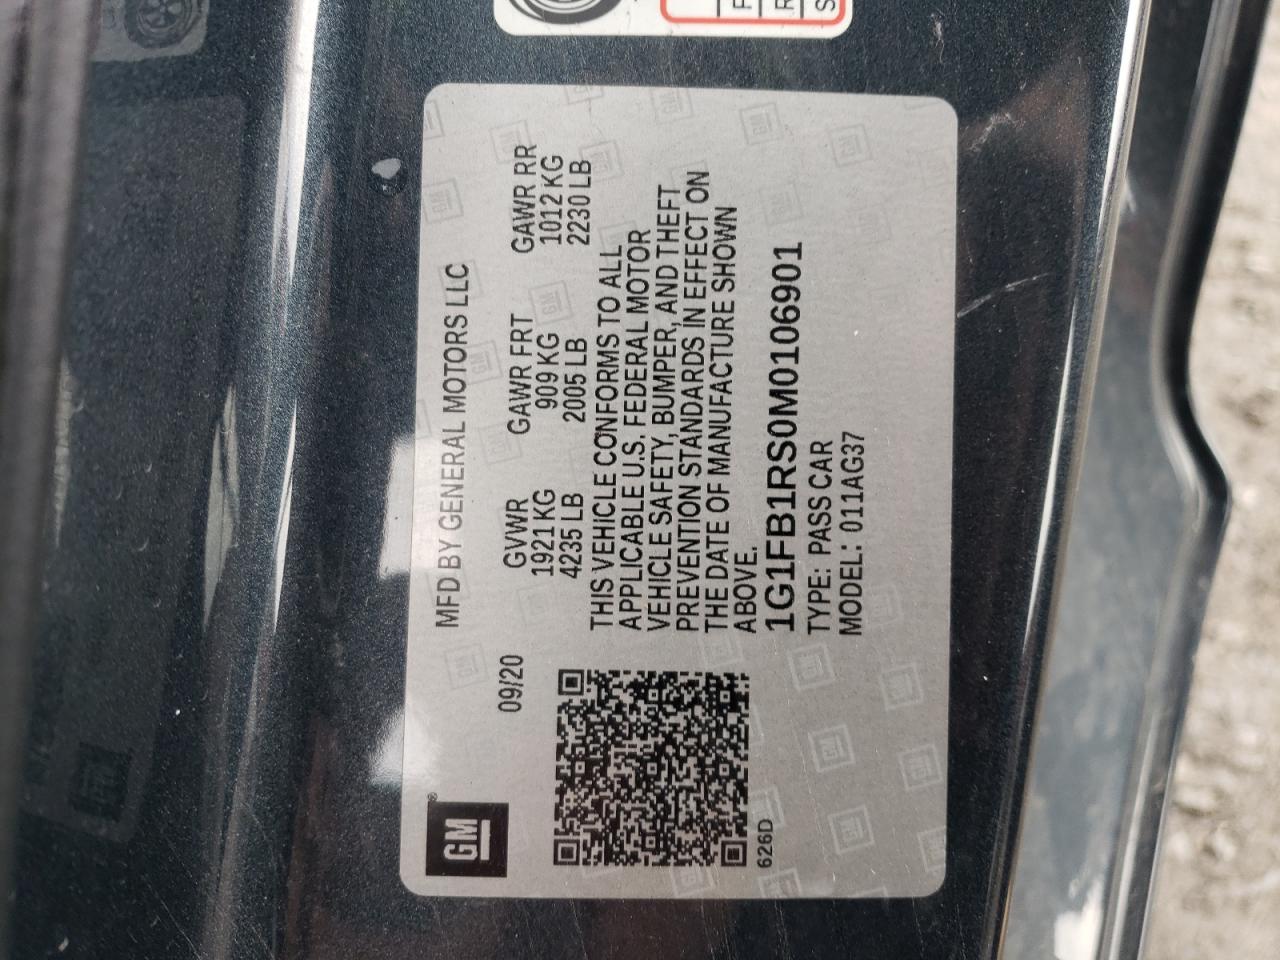 GM
®
MFD BY GENERAL MOTORS LLC
09/20
GVWR GAWR FRT GAWR RR
1921 KG 909 KG 1012 KG
4235 LB 2005 LB 2230 LB
THIS VEHICLE CONFORMS TO ALL
APPLICABLE U.S. FEDERAL MOTOR
VEHICLE SAFETY, BUMPER, AND THEFT
PREVENTION STANDARDS IN EFFECT ON
THE DATE OF MANUFACTURE SHOWN
ABOVE.
1G1FB1RS0M0106901
TYPE: PASS CAR
MODEL: 011AG37
626D
F
R
S